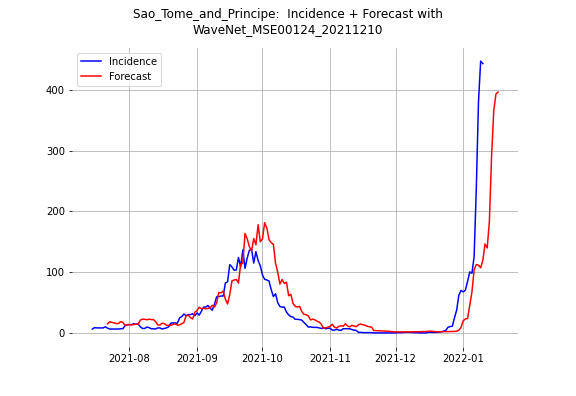 Sao_Tome_and_Principe:  Incidence + Forecast with
WaveNet_MSE00124_20211210
Incidence
Forecast
400
300
200
100
0
2021-08
2021-09
2021-10
2021-11
2021-12
2022-01